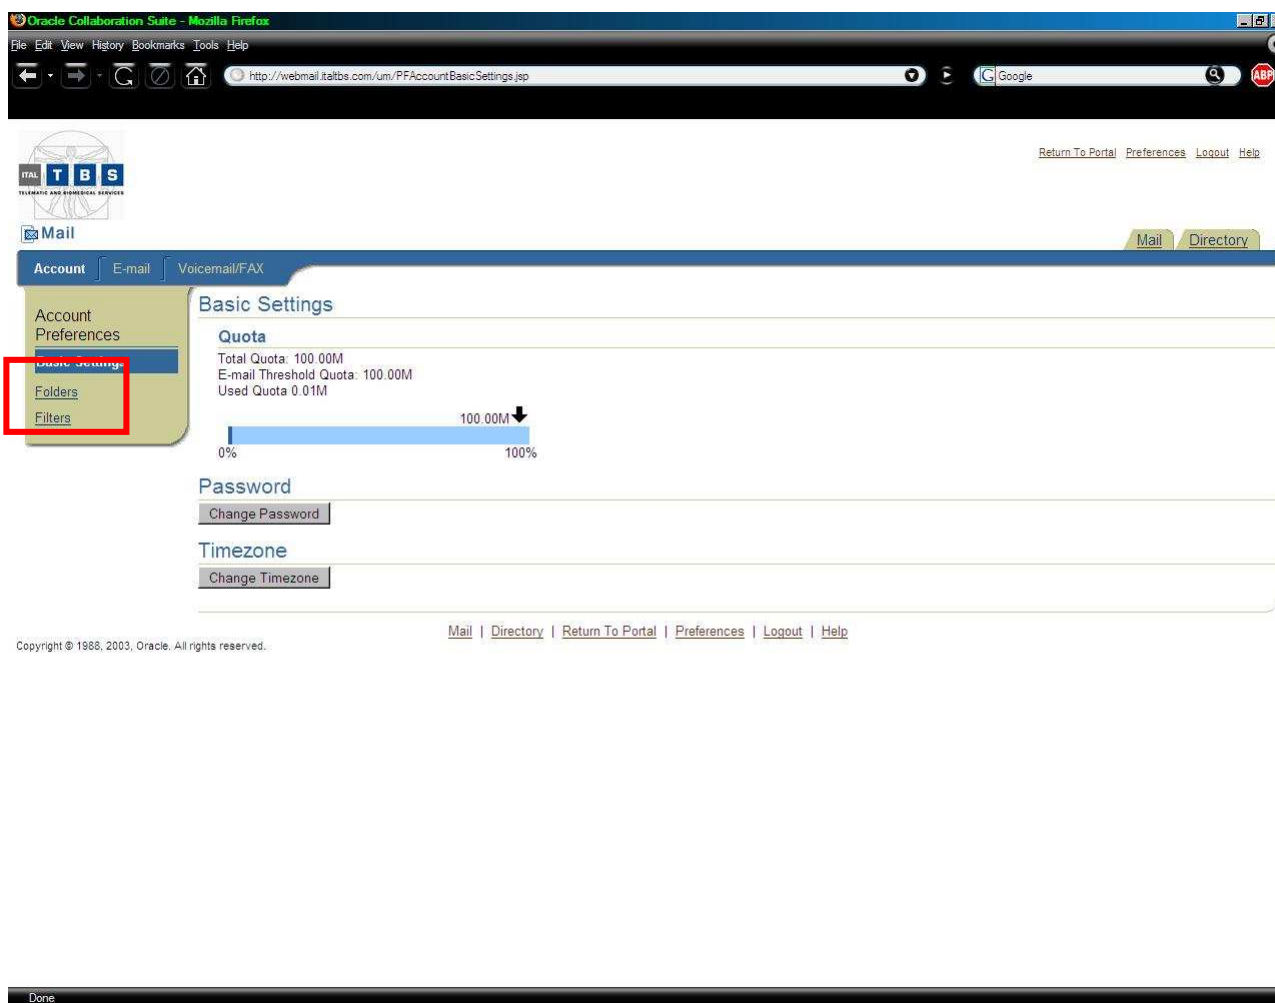 Oracle Collaboration Suite - Mozilla Firefox
File Edit View History Bookmarks Tools Help
http://webmail.italtbs.com/um/PFAccountBasicSettings.jsp
G Google
ABP
Return To Portal Preferences Logout Help
ITAL T B S
TELEMATIC AND BIOMEDICAL SERVICES
Mail
Mail Directory
Account E-mail Voicemail/FAX
Account
Preferences
Basic Settings
Folders
Filters
Basic Settings
Quota
Total Quota: 100.00M
E-mail Threshold Quota: 100.00M
Used Quota 0.01M
100.00M
0% 100%
Password
Change Password
Timezone
Change Timezone
Mail | Directory | Return To Portal | Preferences | Logout | Help
Copyright © 1988, 2003, Oracle. All rights reserved.
Done